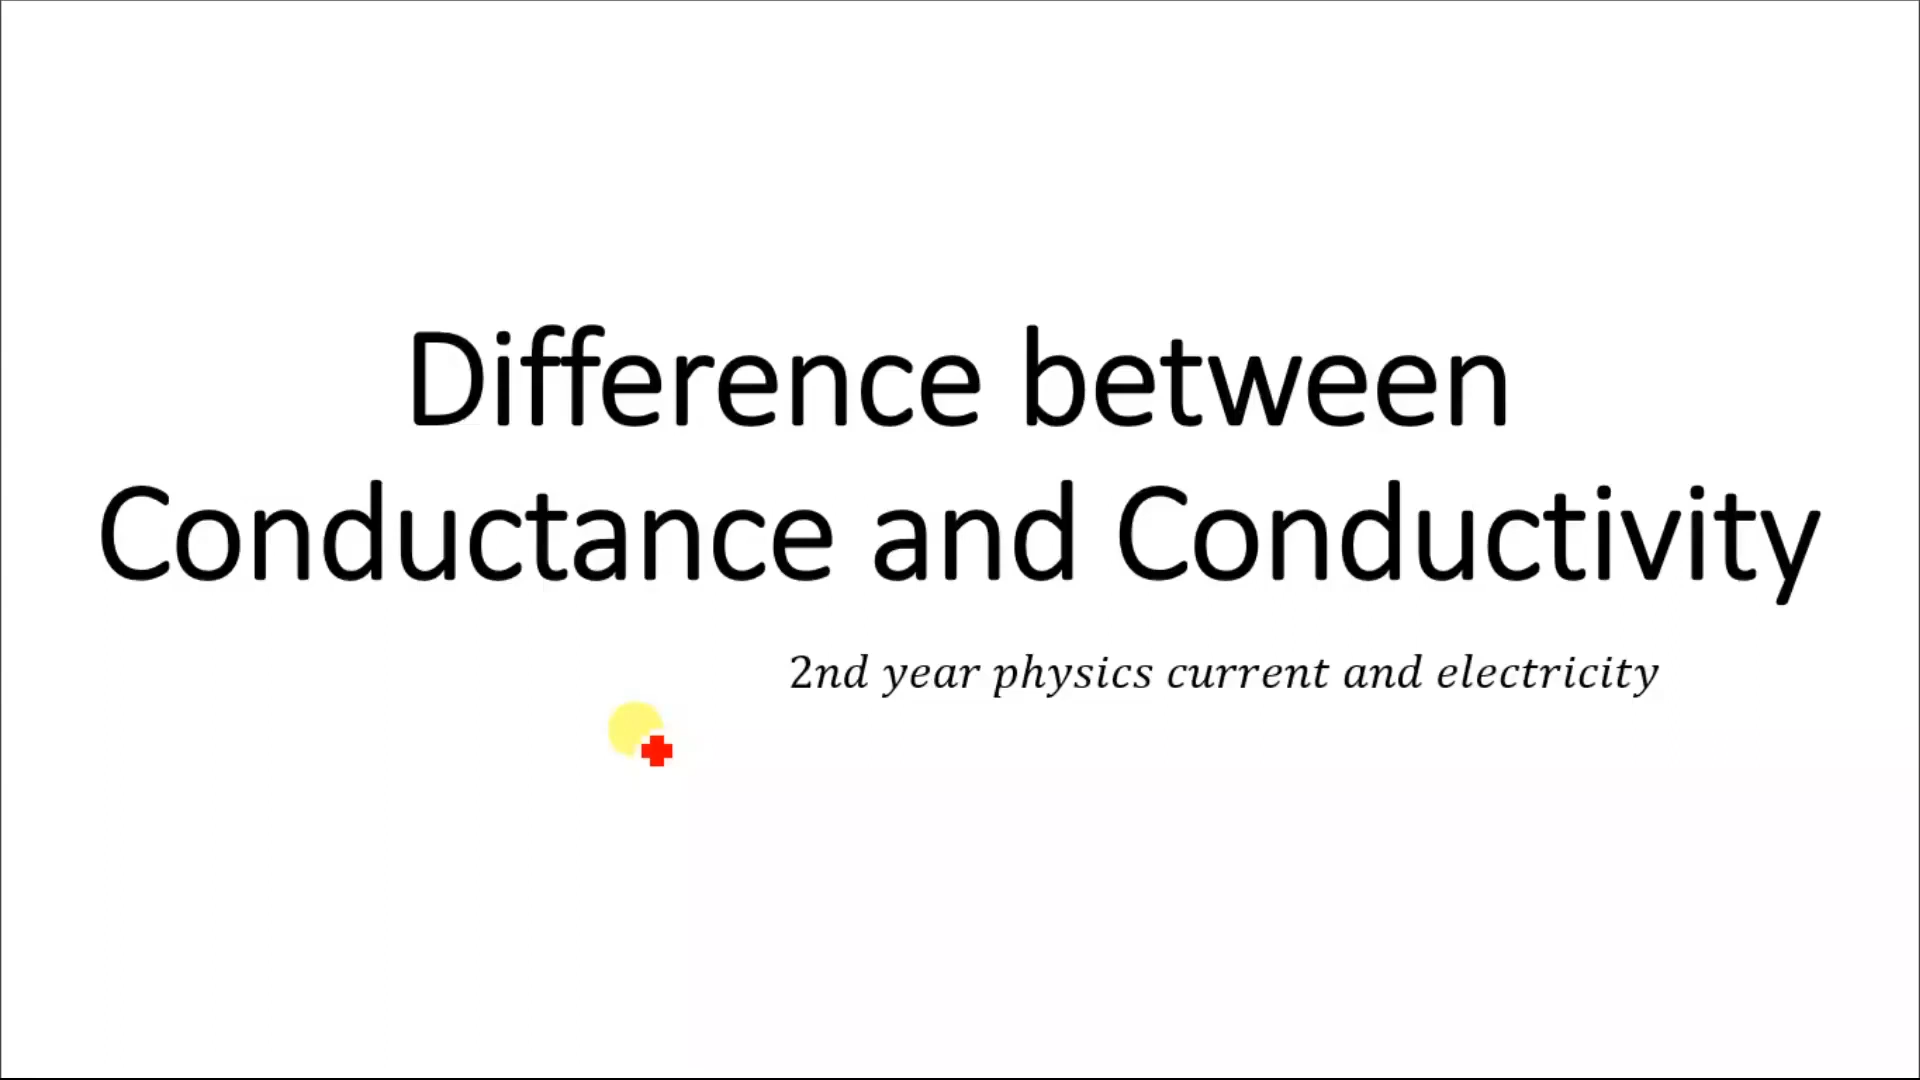 Difference between
Conductance and Conductivity
2nd year physics current and electricity